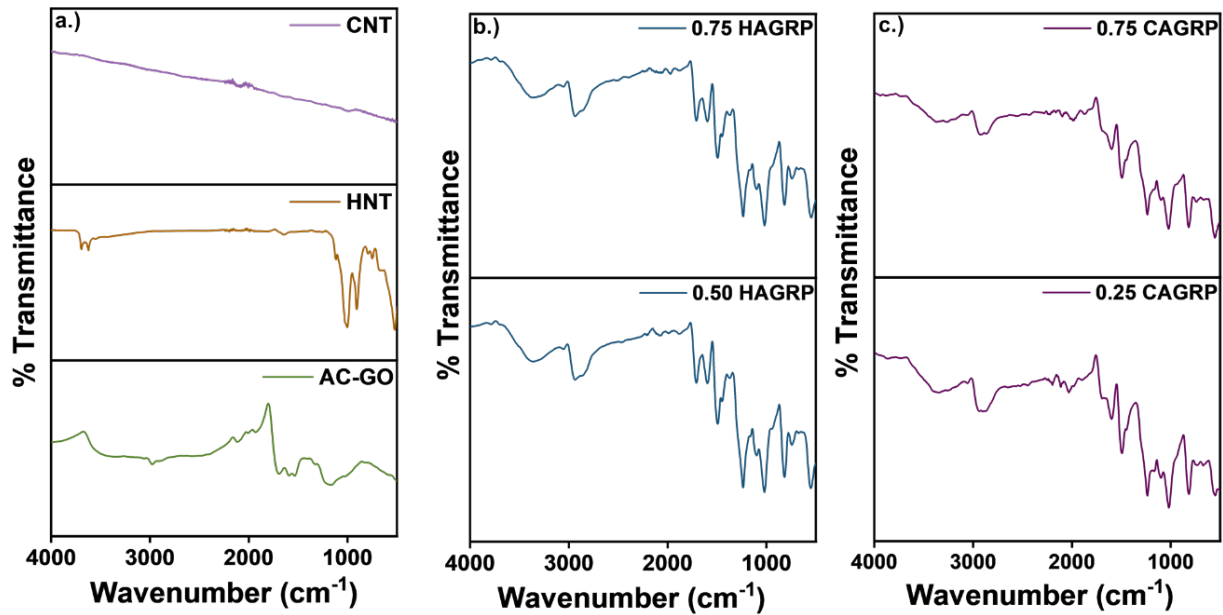 a.)
CNT
HNT
AC-GO
% Transmittance
4000 3000 2000 1000
Wavenumber (cm⁻¹)
b.)
0.75 HAGRP
0.50 HAGRP
% Transmittance
4000 3000 2000 1000
Wavenumber (cm⁻¹)
c.)
0.75 CAGRP
0.25 CAGRP
% Transmittance
4000 3000 2000 1000
Wavenumber (cm⁻¹)